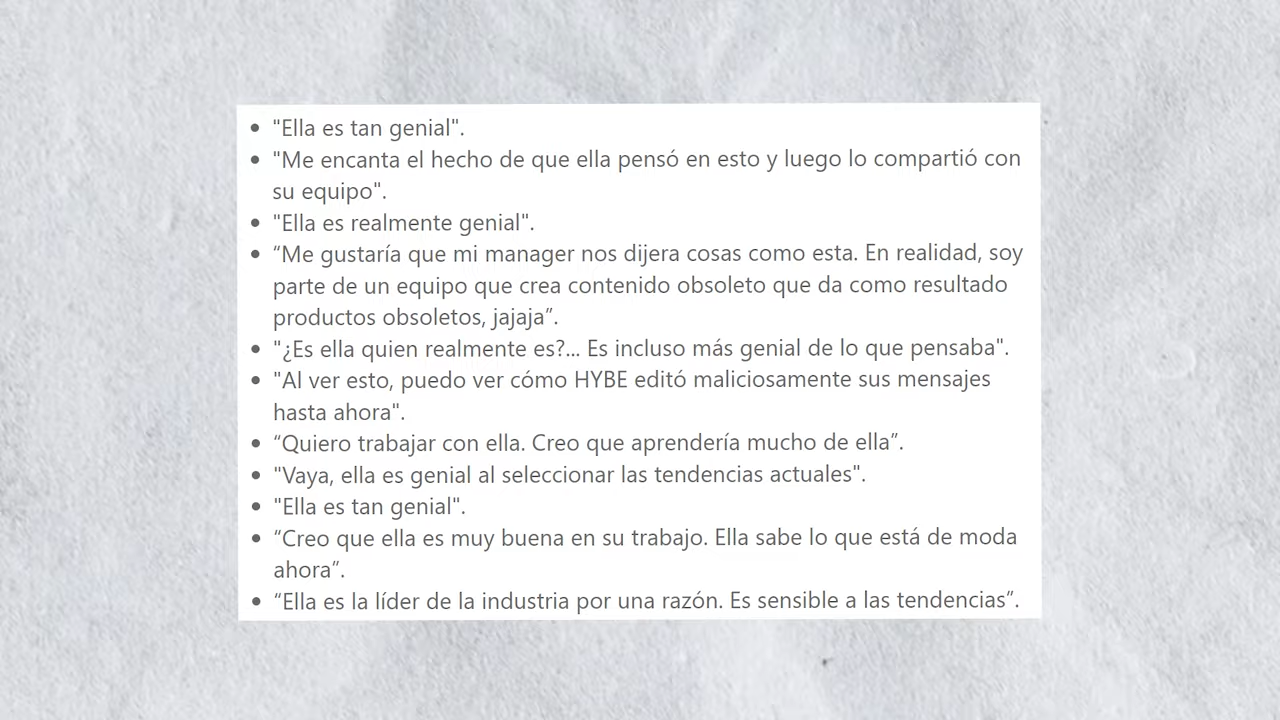 • "Ella es tan genial".
• "Me encanta el hecho de que ella pensó en esto y luego lo compartió con
su equipo".
• "Ella es realmente genial".
• “Me gustaría que mi manager nos dijera cosas como esta. En realidad, soy
parte de un equipo que crea contenido obsoleto que da como resultado
productos obsoletos, jajaja”.
• "¿Es ella quien realmente es?... Es incluso más genial de lo que pensaba".
• "Al ver esto, puedo ver cómo HYBE editó maliciosamente sus mensajes
hasta ahora".
• “Quiero trabajar con ella. Creo que aprendería mucho de ella”.
• "Vaya, ella es genial al seleccionar las tendencias actuales".
• "Ella es tan genial".
• “Creo que ella es muy buena en su trabajo. Ella sabe lo que está de moda
ahora”.
• “Ella es la líder de la industria por una razón. Es sensible a las tendencias”.